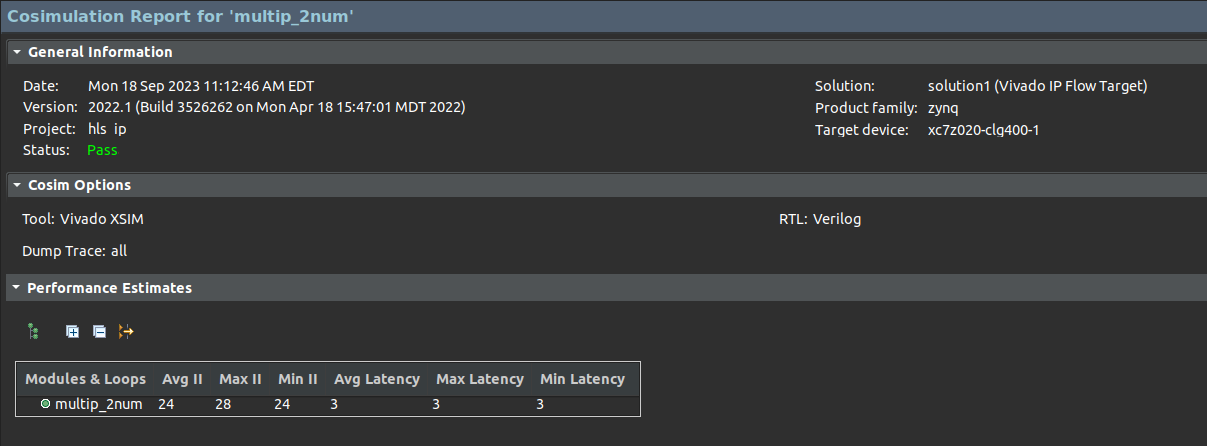 Cosimulation Report for 'multip_2num'
General Information
Date: Mon 18 Sep 2023 11:12:46 AM EDT
Solution: solution1 (Vivado IP Flow Target)
Version: 2022.1 (Build 3526262 on Mon Apr 18 15:47:01 MDT 2022)
Product family: zynq
Project: hls_ip
Target device: xc7z020-clg400-1
Status: Pass
Cosim Options
Tool: Vivado XSIM
RTL: Verilog
Dump Trace: all
Performance Estimates
Modules & Loops Avg II Max II Min II Avg Latency Max Latency Min Latency
multip_2num 24 28 24 3 3 3